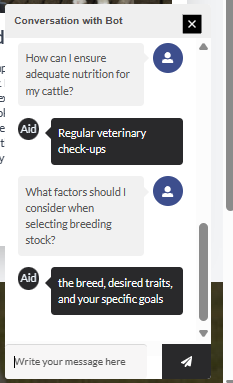 Conversation with Bot
How can I ensure
adequate nutrition for
my cattle?
Aid
Regular veterinary
check-ups
What factors should I
consider when
selecting breeding
stock?
Aid
the breed, desired traits,
and your specific goals
Write your message here